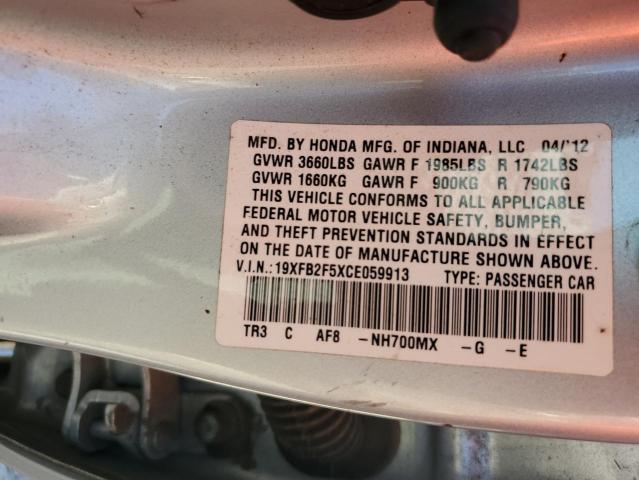 MFD. BY HONDA MFG. OF INDIANA, LLC 04/'12
GVWR 3660LBS GAWR F 1985LBS R 1742LBS
GVWR 1660KG GAWR F 900KG R 790KG
THIS VEHICLE CONFORMS TO ALL APPLICABLE
FEDERAL MOTOR VEHICLE SAFETY, BUMPER,
AND THEFT PREVENTION STANDARDS IN EFFECT
ON THE DATE OF MANUFACTURE SHOWN ABOVE.
V.I.N.: 19XFB2F5XCE059913 TYPE: PASSENGER CAR
TR3 C AF8 -NH700MX -G -E